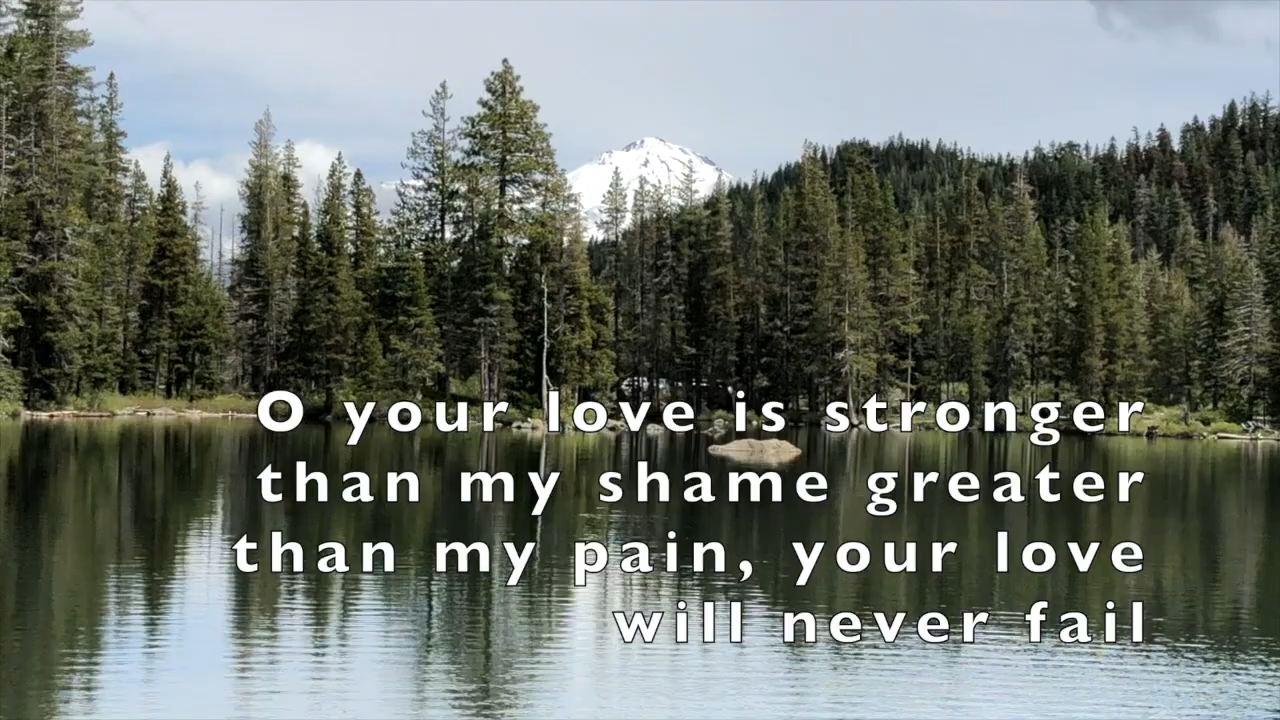 O your love is stronger
than my shame greater
than my pain, your love
will never fail